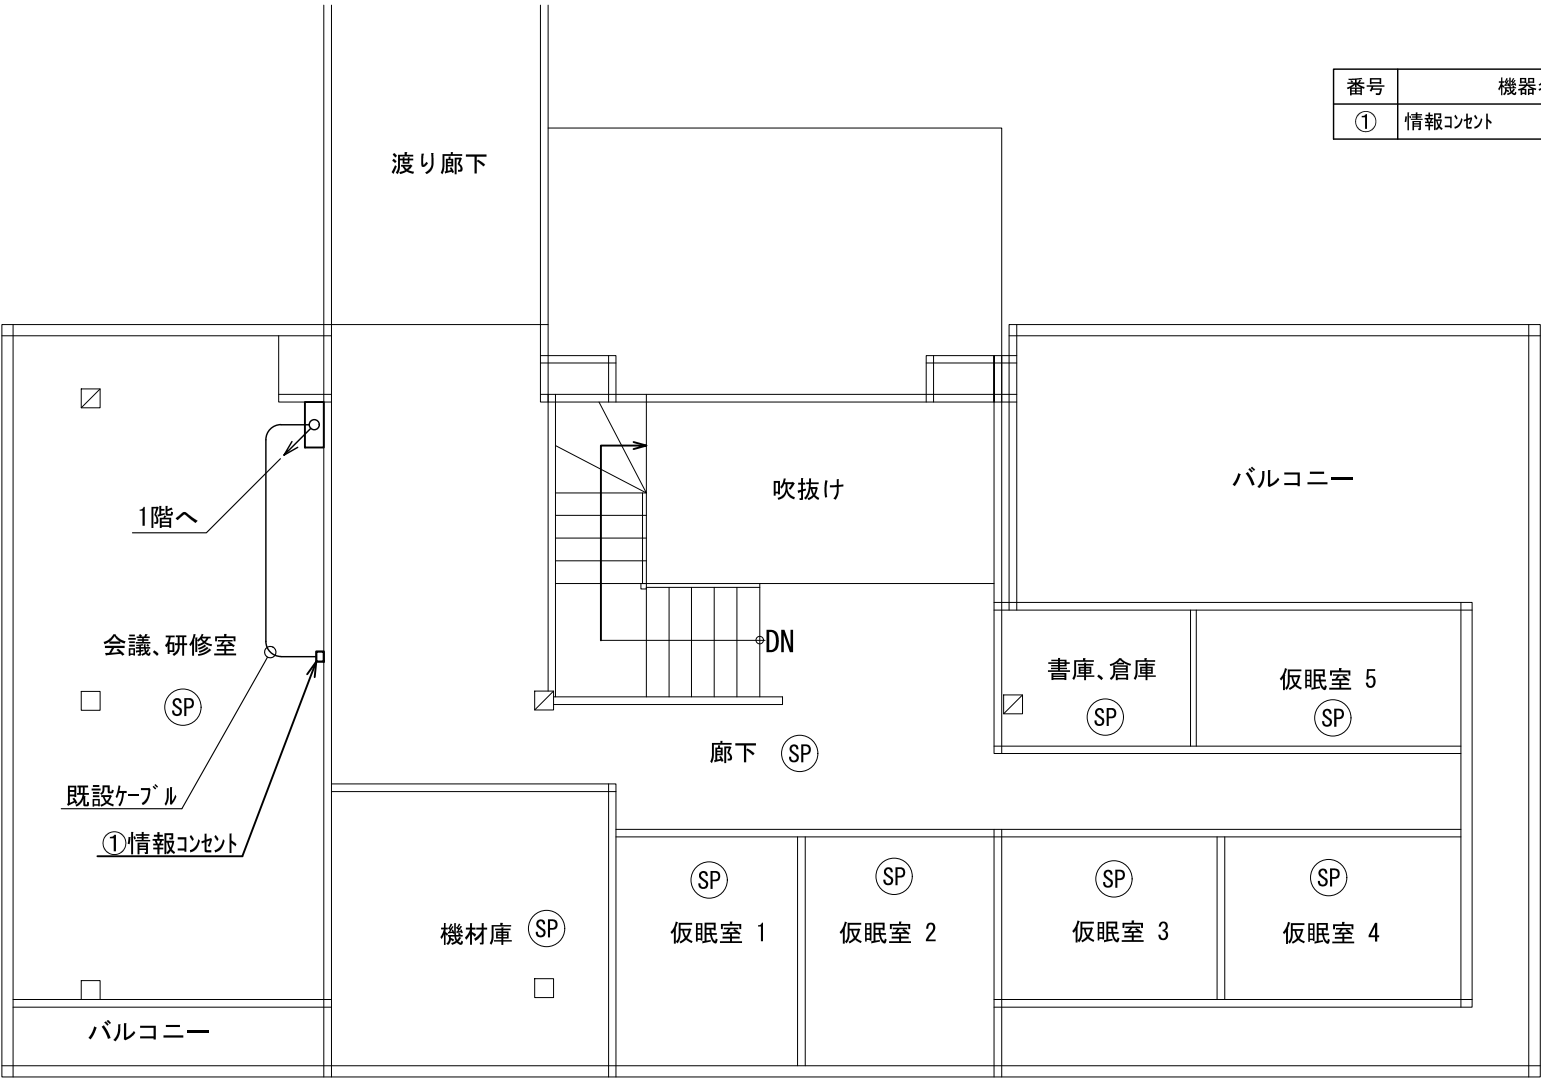 番号 機器
① 情報コンセント
渡り廊下
吹抜け
バルコニー
1階へ
会議、研修室
SP
DN
書庫、倉庫
SP
仮眠室 5
SP
廊下 SP
既設ケーブル
①情報コンセント
機材庫 SP
SP
仮眠室 1
SP
仮眠室 2
SP
仮眠室 3
SP
仮眠室 4
バルコニー